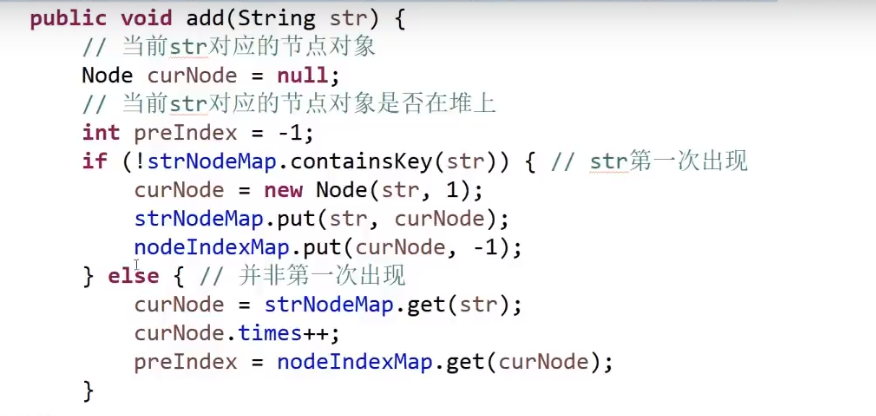 public void add(String str) {
// 当前str对应的节点对象
Node curNode = null;
// 当前str对应的节点对象是否在堆上
int preIndex = -1;
if (!strNodeMap.containsKey(str)) { // str第一次出现
curNode = new Node(str, 1);
strNodeMap.put(str, curNode);
nodeIndexMap.put(curNode, -1);
} else { // 并非第一次出现
curNode = strNodeMap.get(str);
curNode.times++;
preIndex = nodeIndexMap.get(curNode);
}